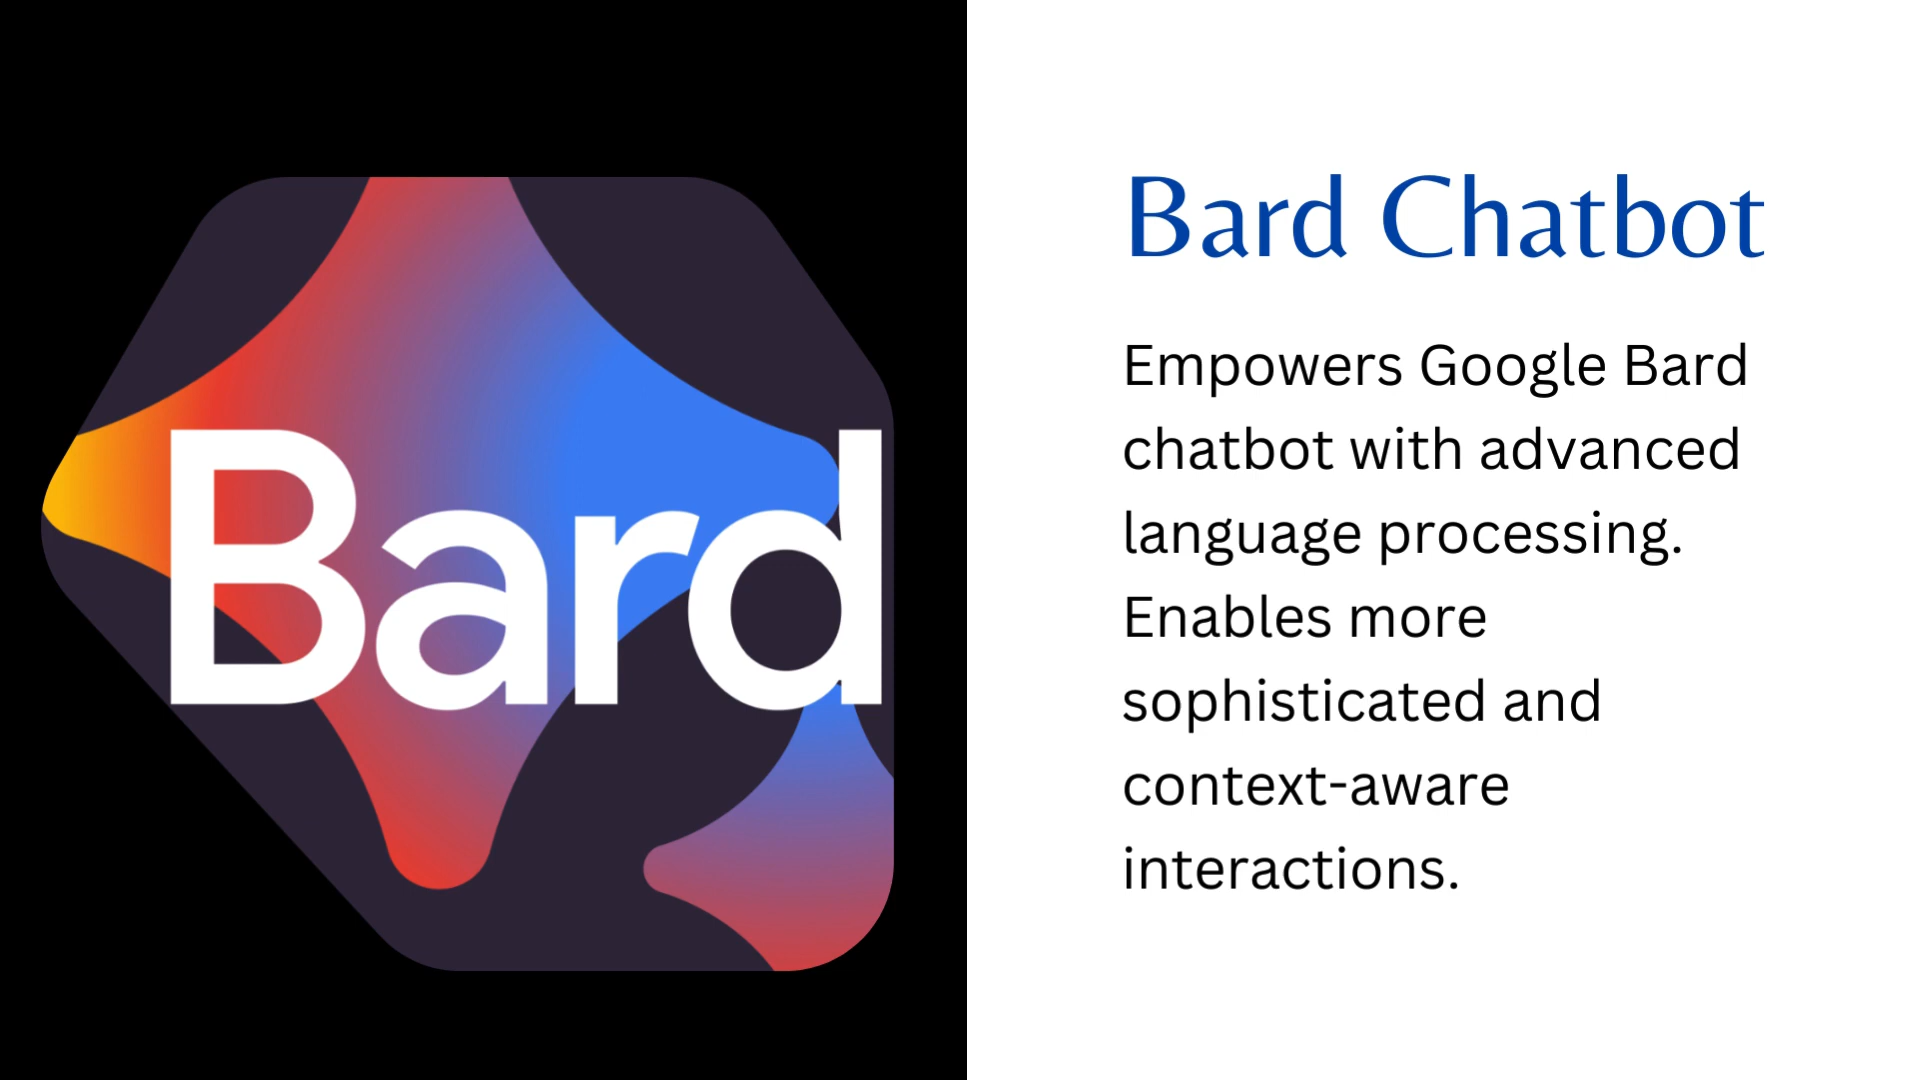 Bard
Bard Chatbot
Empowers Google Bard
chatbot with advanced
language processing.
Enables more
sophisticated and
context-aware
interactions.